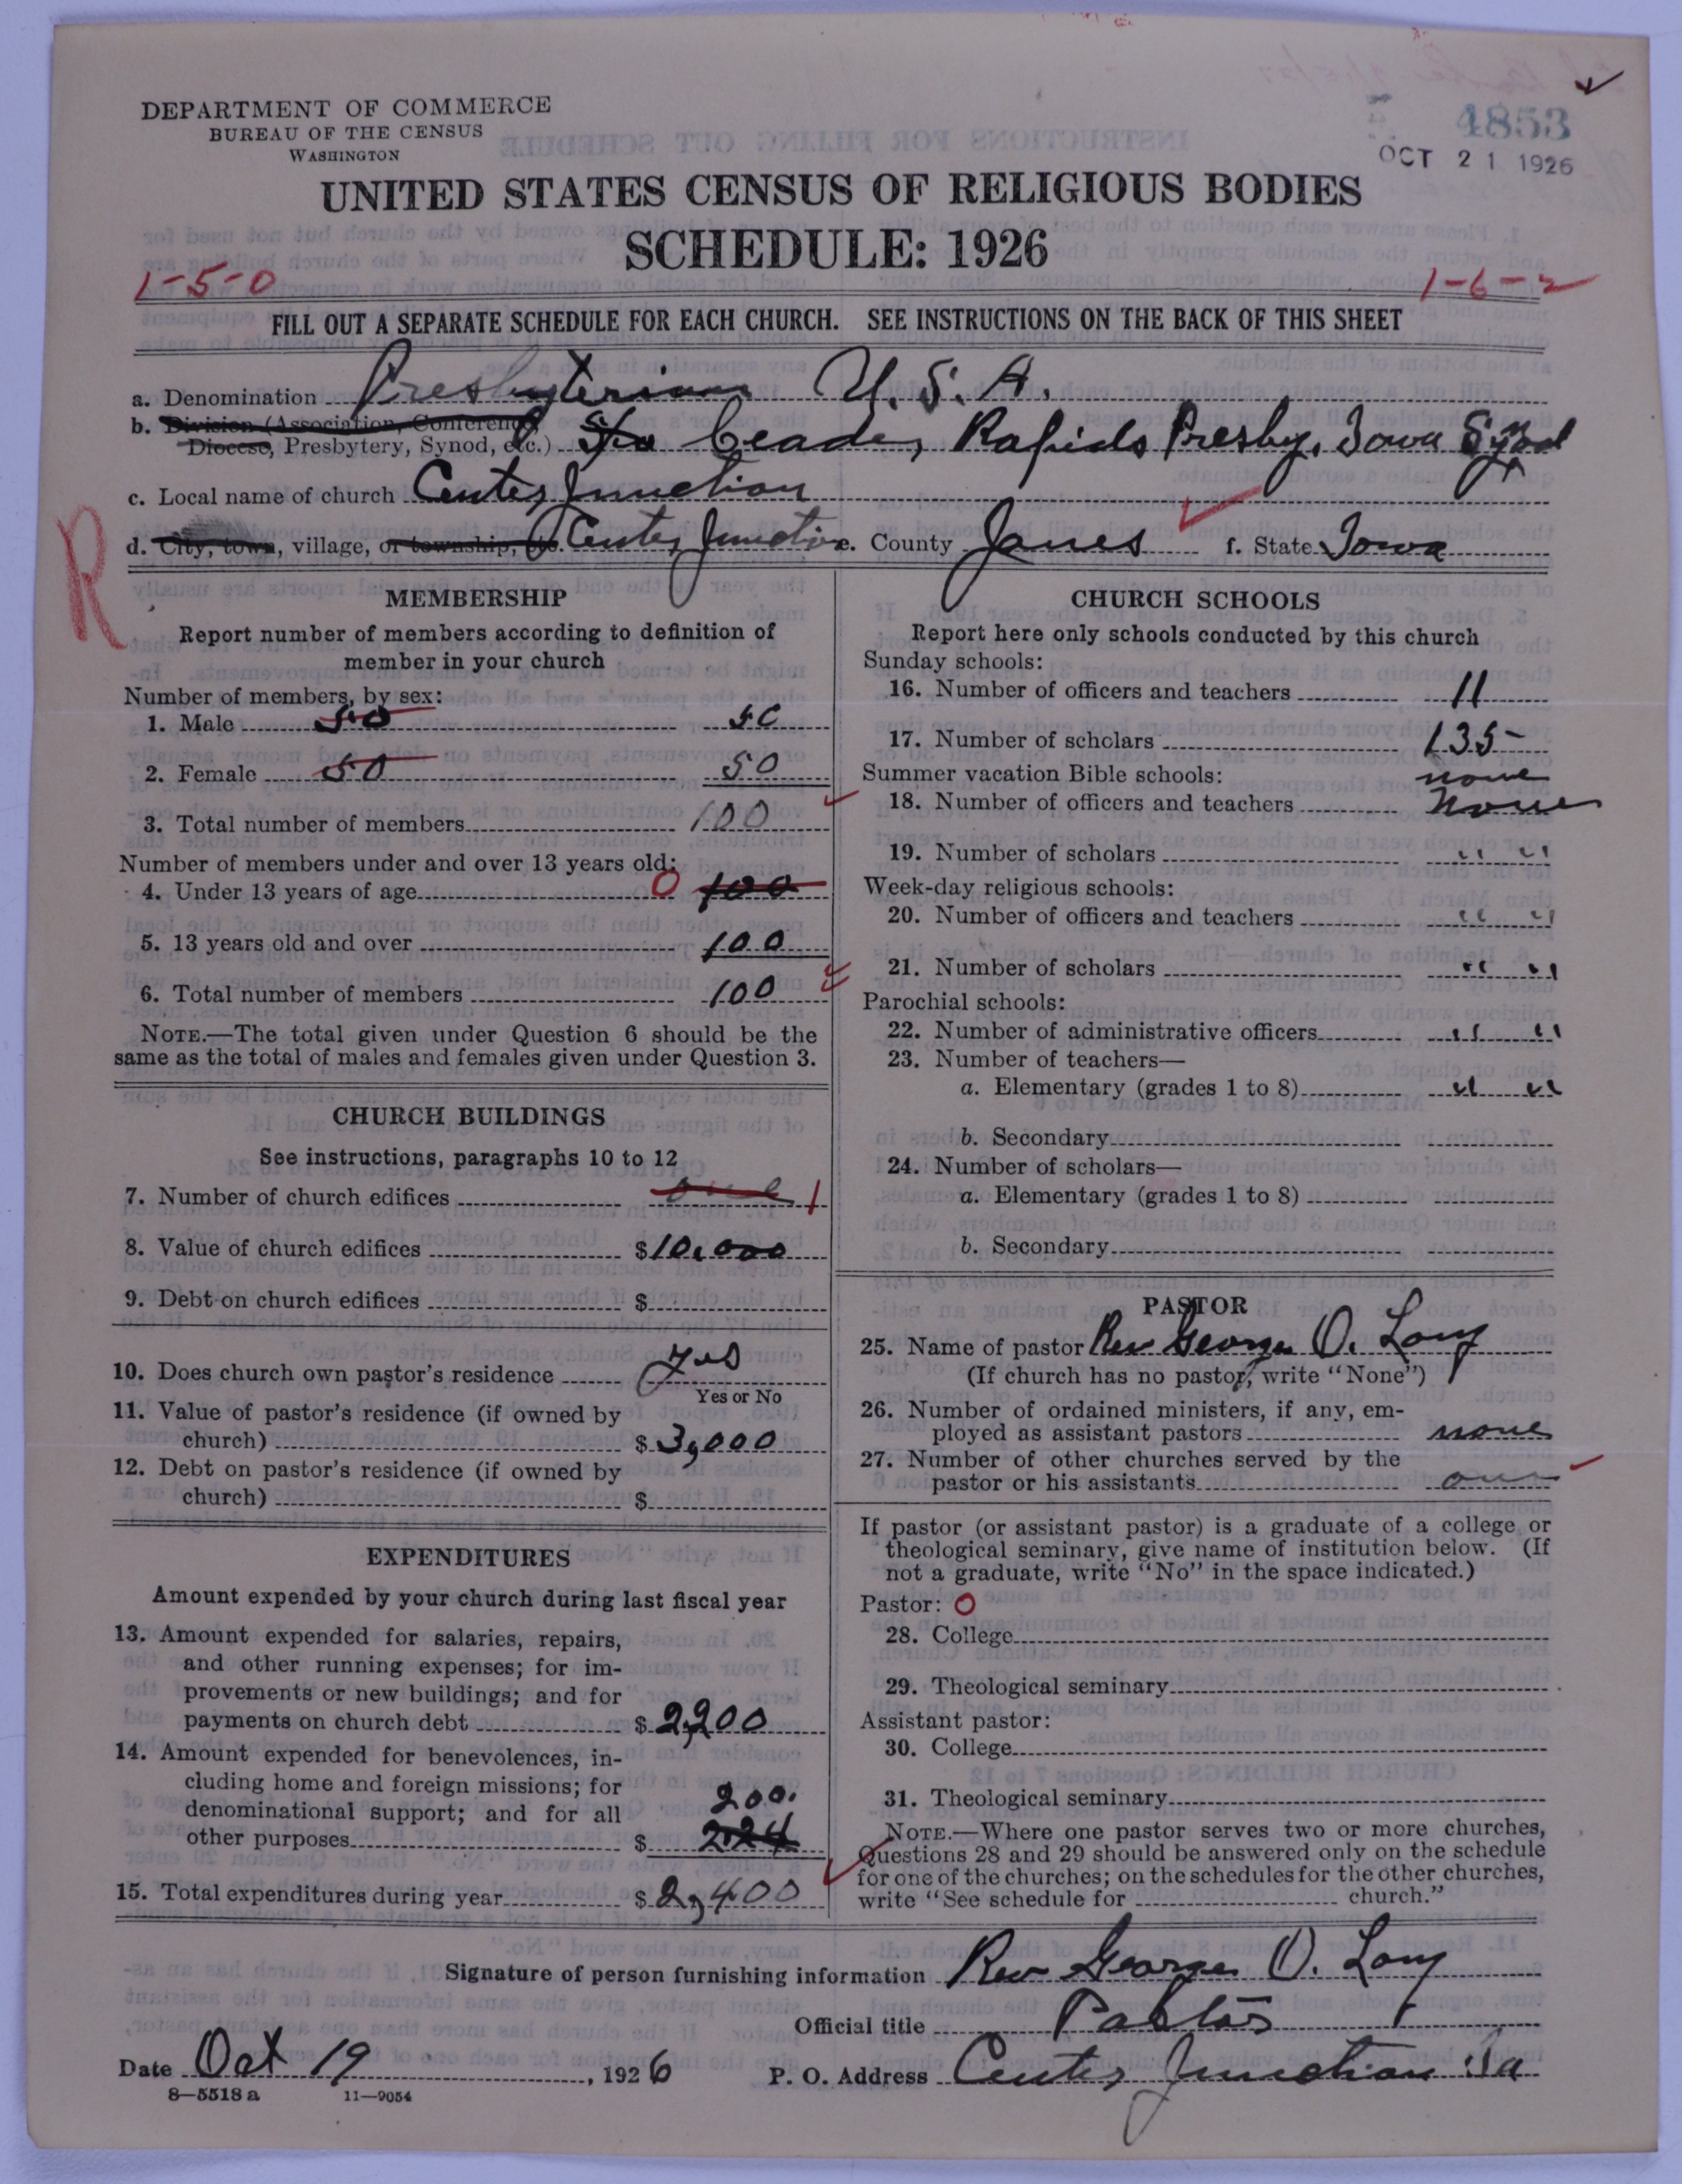 DEPARTMENT OF COMMERCE
BUREAU OF THE CENSUS
WASHINGTON
4853
OCT 21 1926
UNITED STATES CENSUS OF RELIGIOUS BODIES
SCHEDULE: 1926
1-5-0
1-6-2
FILL OUT A SEPARATE SCHEDULE FOR EACH CHURCH. SEE INSTRUCTIONS ON THE BACK OF THIS SHEET
a. Denomination Presbyterian U.S.A.
b. Division (Association, Conference,
Diocese, Presbytery, Synod, etc.) Ceader Rapids Presby. Iowa Synod
c. Local name of church Center Junction
d. City, town, village, or township, etc. Center Junction e. County Jones f. State Iowa
R
MEMBERSHIP
Report number of members according to definition of
member in your church
Number of members, by sex:
1. Male 50 50
2. Female 50 50
3. Total number of members 100
Number of members under and over 13 years old:
4. Under 13 years of age 0 100
5. 13 years old and over 100
6. Total number of members 100
NOTE.—The total given under Question 6 should be the
same as the total of males and females given under Question 3.
CHURCH BUILDINGS
See instructions, paragraphs 10 to 12
7. Number of church edifices one 1
8. Value of church edifices $10,000
9. Debt on church edifices $
10. Does church own pastor's residence yes
Yes or No
11. Value of pastor's residence (if owned by
church) $3,000
12. Debt on pastor's residence (if owned by
church) $
EXPENDITURES
Amount expended by your church during last fiscal year
13. Amount expended for salaries, repairs,
and other running expenses; for im-
provements or new buildings; and for
payments on church debt $2,200
14. Amount expended for benevolences, in-
cluding home and foreign missions; for
denominational support; and for all 200.
other purposes $ 224
15. Total expenditures during year $2,400
CHURCH SCHOOLS
Report here only schools conducted by this church
Sunday schools:
16. Number of officers and teachers 11
17. Number of scholars 135
Summer vacation Bible schools: none
18. Number of officers and teachers none
19. Number of scholars " "
Week-day religious schools:
20. Number of officers and teachers " "
21. Number of scholars " "
Parochial schools:
22. Number of administrative officers " "
23. Number of teachers—
a. Elementary (grades 1 to 8) " "
b. Secondary
24. Number of scholars—
a. Elementary (grades 1 to 8)
b. Secondary
PASTOR
25. Name of pastor Rev George O. Long
(If church has no pastor, write "None")
26. Number of ordained ministers, if any, em-
ployed as assistant pastors none
27. Number of other churches served by the
pastor or his assistants one
If pastor (or assistant pastor) is a graduate of a college or
theological seminary, give name of institution below. (If
not a graduate, write "No" in the space indicated.)
Pastor: O
28. College
29. Theological seminary
Assistant pastor:
30. College
31. Theological seminary
NOTE.—Where one pastor serves two or more churches,
Questions 28 and 29 should be answered only on the schedule
for one of the churches; on the schedules for the other churches,
write "See schedule for church."
Signature of person furnishing information Rev George O. Long
Official title Pastor
Date Oct 19, 1926 P. O. Address Center Junction Ia
8—5518a 11—9054